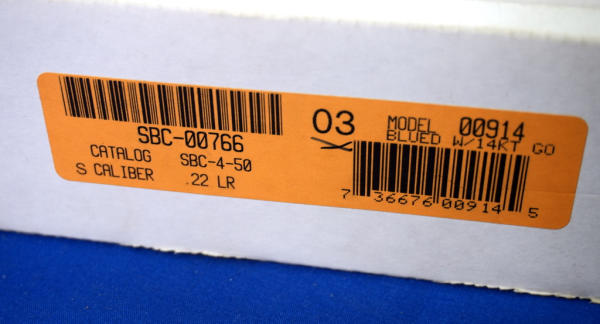 SBC-00766
CATALOG SBC-4-50
S CALIBER .22 LR
03
MODEL 00914
BLUED W/14KT GO
7 36676 00914 5